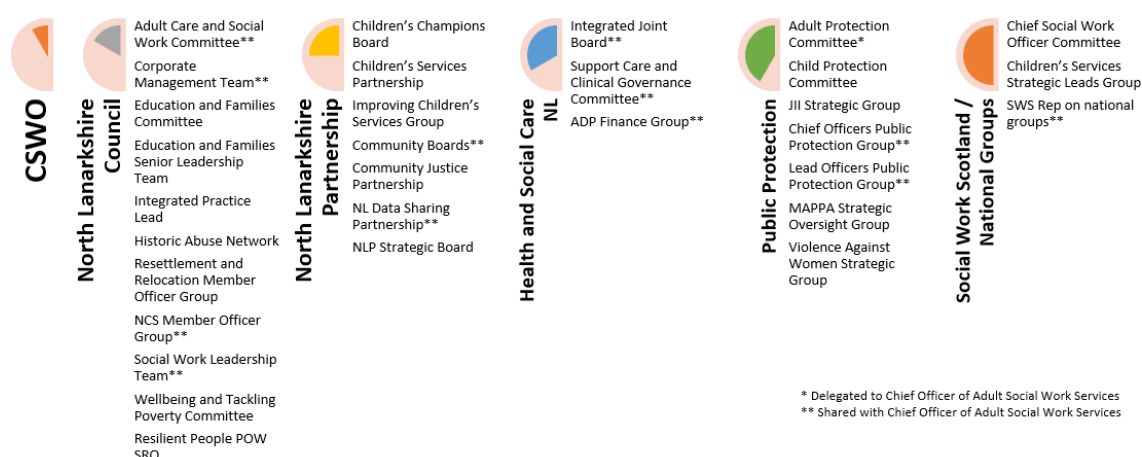 CSWO
North Lanarkshire
Council
Adult Care and Social
Work Committee**
Corporate
Management Team**
Education and Families
Committee
Education and Families
Senior Leadership
Team
Integrated Practice
Lead
Historic Abuse Network
Resettlement and
Relocation Member
Officer Group
NCS Member Officer
Group**
Social Work Leadership
Team**
Wellbeing and Tackling
Poverty Committee
Resilient People POW
SRO
North Lanarkshire
Partnership
Children’s Champions
Board
Children’s Services
Partnership
Improving Children’s
Services Group
Community Boards**
Community Justice
Partnership
NL Data Sharing
Partnership**
NLP Strategic Board
Health and Social Care
NL
Integrated Joint
Board**
Support Care and
Clinical Governance
Committee**
ADP Finance Group**
Public Protection
Adult Protection
Committee*
Child Protection
Committee
JII Strategic Group
Chief Officers Public
Protection Group**
Lead Officers Public
Protection Group**
MAPPA Strategic
Oversight Group
Violence Against
Women Strategic
Group
Social Work Scotland /
National Groups
Chief Social Work
Officer Committee
Children’s Services
Strategic Leads Group
SWS Rep on national
groups**
* Delegated to Chief Officer of Adult Social Work Services
** Shared with Chief Officer of Adult Social Work Services